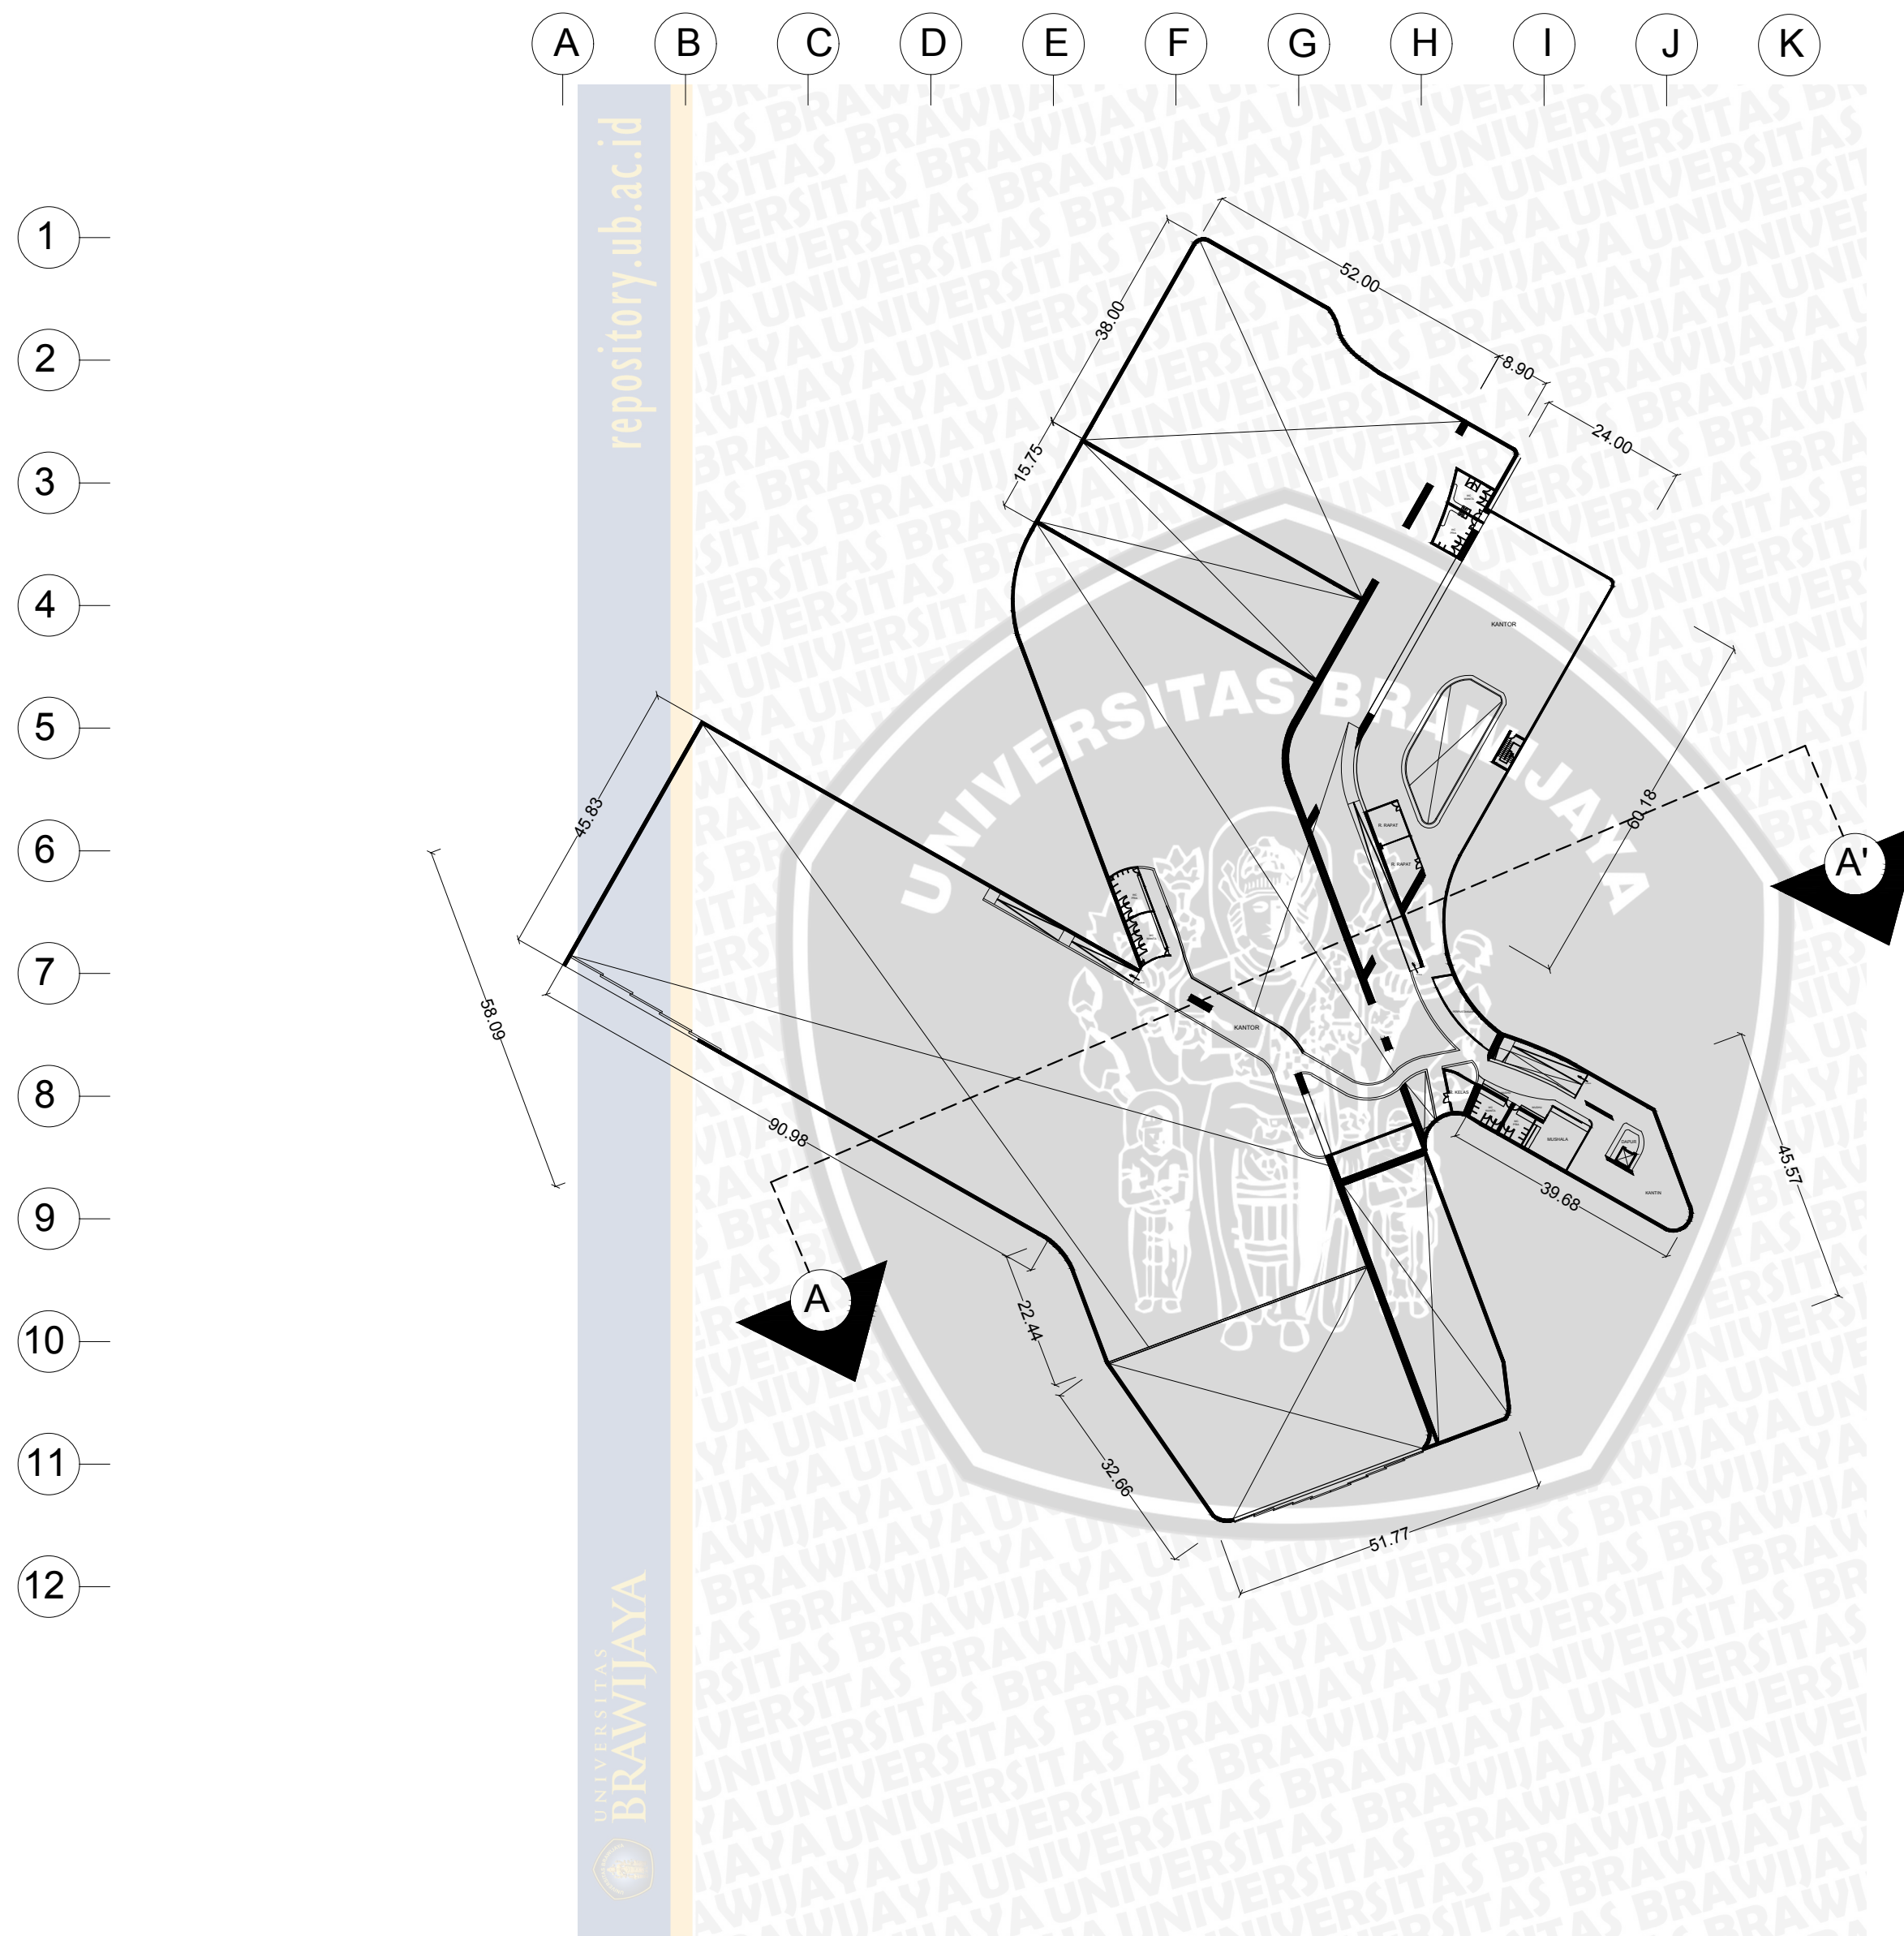 A B C D E F G H I J K
1
2
3
4
5
6
7
8
9
10
11
12
repository.ub.ac.id
UNIVERSITAS
BRAWIJAYA
UNIVERSITAS BRAWIJAYA
52.00
38.00
8.90
24.00
15.75
KANTOR
45.83
60.18
R. RAPAT
R. RAPAT
A'
58.09
KANTOR
90.98
KELAS
MUSHALA
DAPUR
KANTIN
39.68
45.57
A
22.44
32.66
51.77